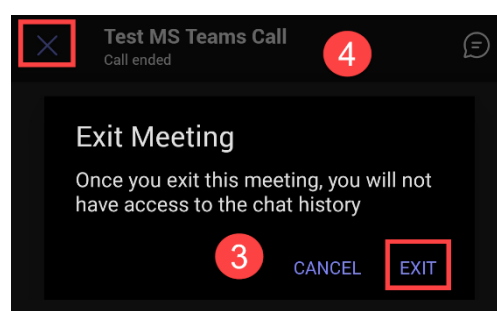 Test MS Teams Call
Call ended
4
Exit Meeting
Once you exit this meeting, you will not
have access to the chat history
3
CANCEL EXIT